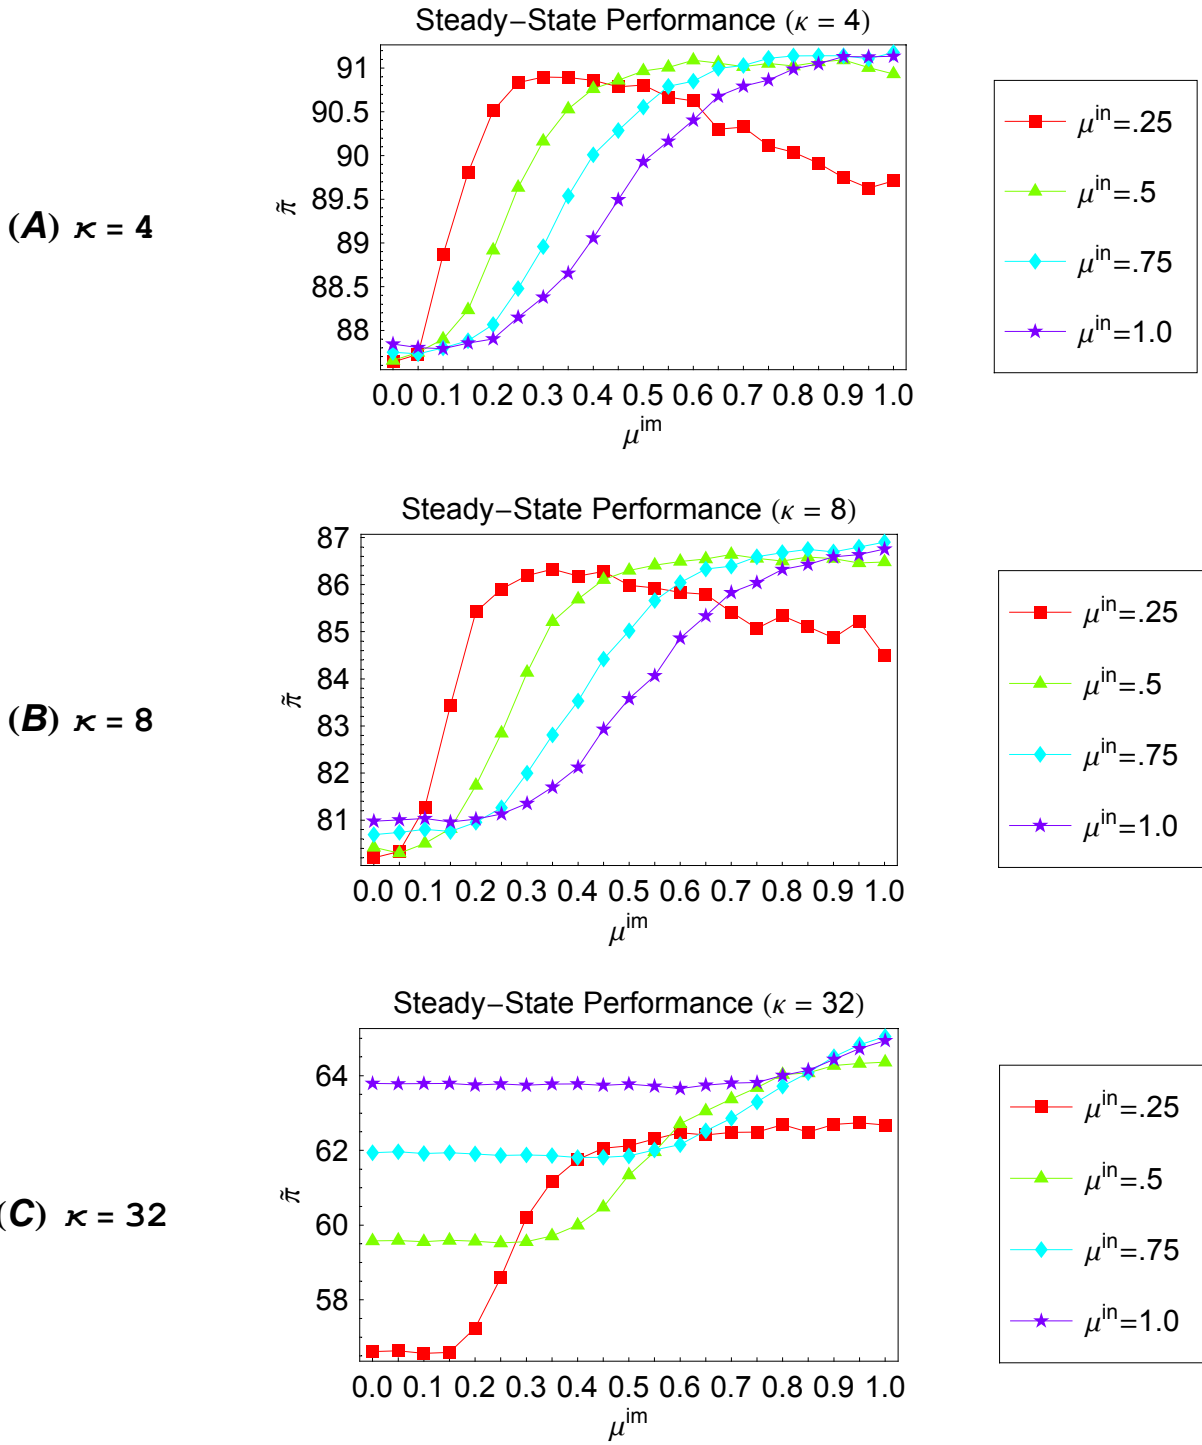 Steady−State Performance (κ = 4)
(A) κ = 4
π̃
91
90.5
90
89.5
89
88.5
88
0.0 0.1 0.2 0.3 0.4 0.5 0.6 0.7 0.8 0.9 1.0
μ^im
μ^in=.25
μ^in=.5
μ^in=.75
μ^in=1.0
Steady−State Performance (κ = 8)
(B) κ = 8
π̃
87
86
85
84
83
82
81
0.0 0.1 0.2 0.3 0.4 0.5 0.6 0.7 0.8 0.9 1.0
μ^im
μ^in=.25
μ^in=.5
μ^in=.75
μ^in=1.0
Steady−State Performance (κ = 32)
(C) κ = 32
π̃
64
62
60
58
0.0 0.1 0.2 0.3 0.4 0.5 0.6 0.7 0.8 0.9 1.0
μ^im
μ^in=.25
μ^in=.5
μ^in=.75
μ^in=1.0